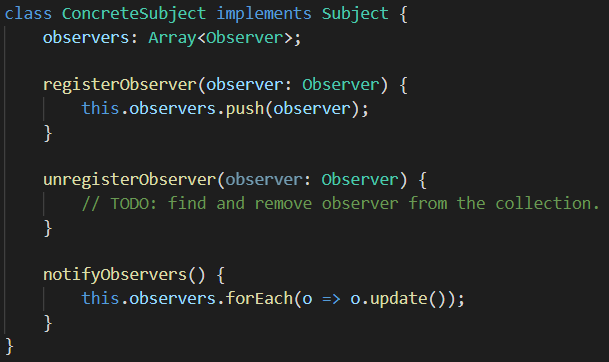 class ConcreteSubject implements Subject {
    observers: Array<Observer>;

    registerObserver(observer: Observer) {
        this.observers.push(observer);
    }

    unregisterObserver(observer: Observer) {
        // TODO: find and remove observer from the collection.
    }

    notifyObservers() {
        this.observers.forEach(o => o.update());
    }
}